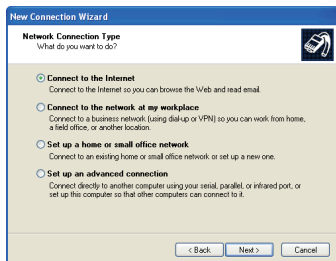 New Connection Wizard
Network Connection Type
What do you want to do?
Connect to the Internet
Connect to the Internet so you can browse the Web and read email.
Connect to the network at my workplace
Connect to a business network (using dial-up or VPN) so you can work from home,
a field office, or another location.
Set up a home or small office network
Connect to an existing home or small office network or set up a new one.
Set up an advanced connection
Connect directly to another computer using your serial, parallel, or infrared port, or
set up this computer so that other computers can connect to it.
< Back Next > Cancel